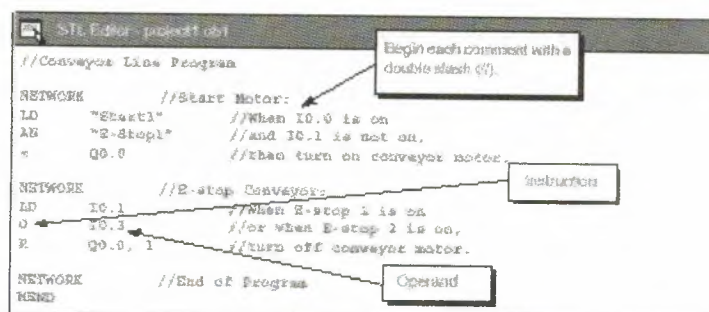 STL Editor - project1.ob1
Begin each comment with a
double slash (//).
//Conveyor Line Program
NETWORK //Start Motor:
LD "Start1" //When I0.0 is on
AN "E-Stop1" //and I0.1 is not on,
= Q0.0 //then turn on conveyor motor.
Instruction
NETWORK //E-stop Conveyor:
LD I0.1 //When E-stop 1 is on
O I0.3 //or when E-stop 2 is on,
R Q0.0, 1 //turn off conveyor motor.
Operand
NETWORK //End of Program
MEND